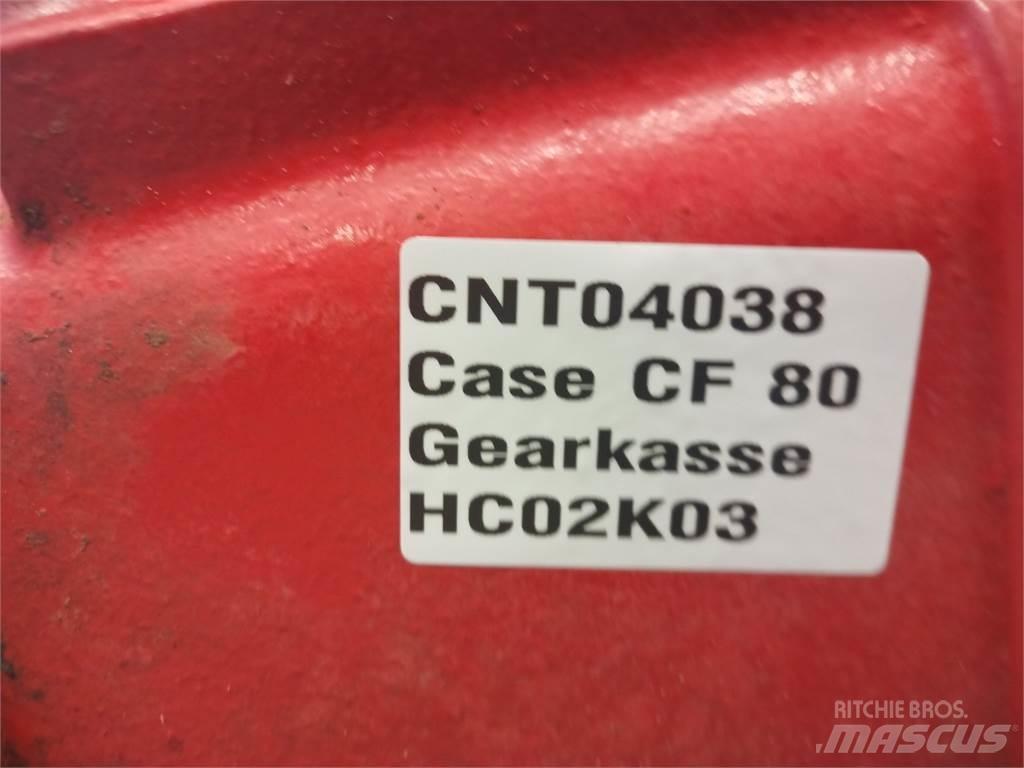 CNT04038
Case CF 80
Gearkasse
HC02K03
RITCHIE BROS.
MASCUS